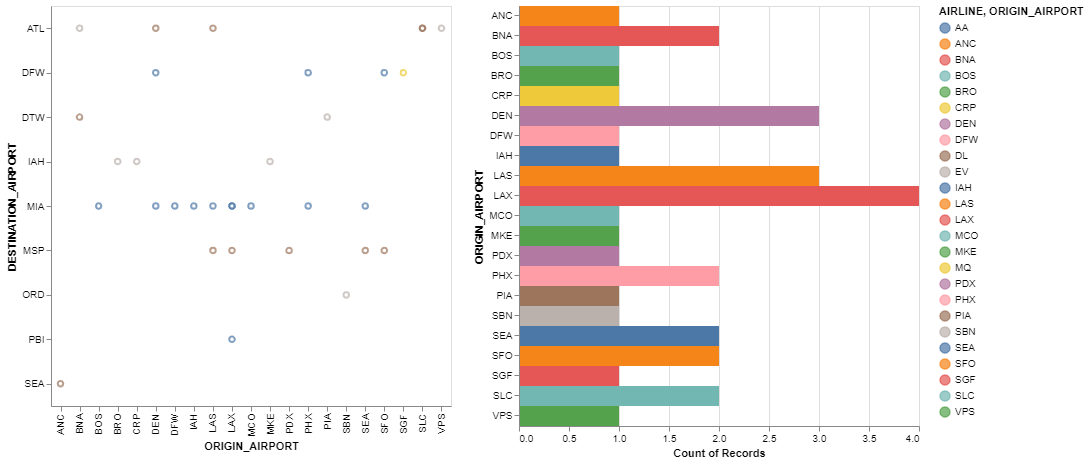 DESTINATION_AIRPORT
ATL
DFW
DTW
IAH
MIA
MSP
ORD
PBI
SEA
ANC
BNA
BOS
BRO
CRP
DEN
DFW
IAH
LAS
LAX
MCO
MKE
PDX
PHX
PIA
SBN
SEA
SFO
SGF
SLC
VPS
ORIGIN_AIRPORT
ORIGIN_AIRPORT
ANC
BNA
BOS
BRO
CRP
DEN
DFW
IAH
LAS
LAX
MCO
MKE
PDX
PHX
PIA
SBN
SEA
SFO
SGF
SLC
VPS
0.0 0.5 1.0 1.5 2.0 2.5 3.0 3.5 4.0
Count of Records
AIRLINE, ORIGIN_AIRPORT
AA
ANC
BNA
BOS
BRO
CRP
DEN
DFW
DL
EV
IAH
LAS
LAX
MCO
MKE
MQ
PDX
PHX
PIA
SBN
SEA
SFO
SGF
SLC
VPS